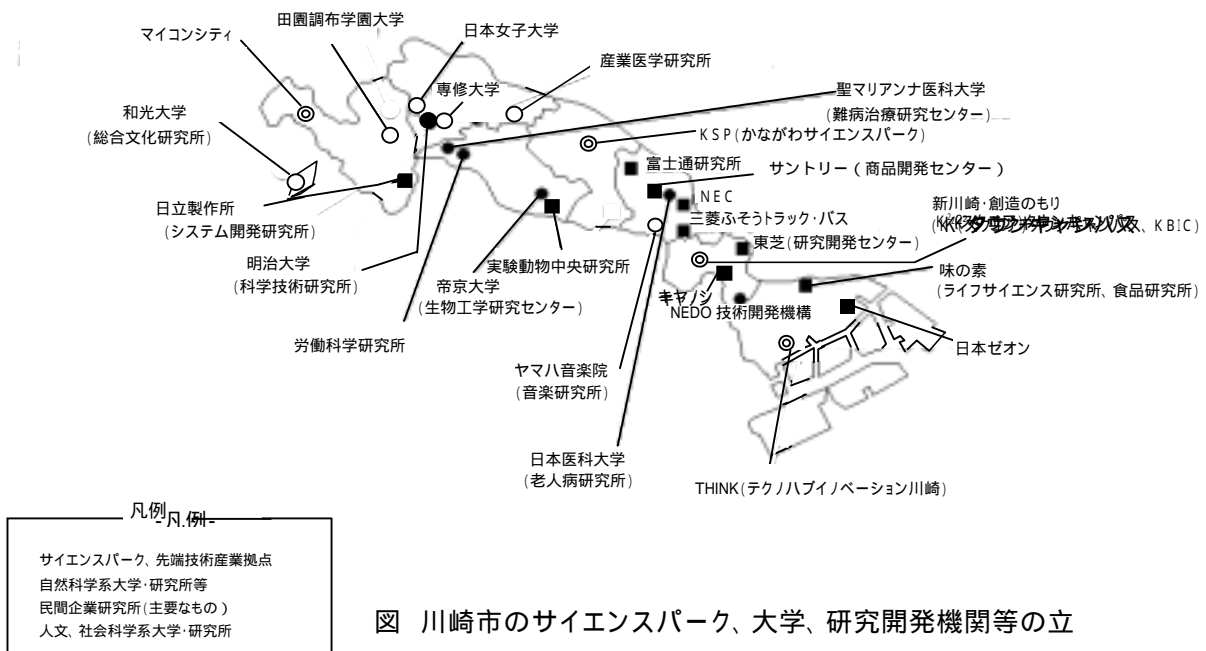 田園調布学園大学
日本女子大学
マイコンシティ
産業医学研究所
専修大学
聖マリアンナ医科大学
(難病治療研究センター)
和光大学
(総合文化研究所)
KSP(かながわサイエンスパーク)
富士通研究所
サントリー(商品開発センター)
NEC
日立製作所
(システム開発研究所)
三菱ふそうトラック・バス
新川崎・創造のもり
、KBIC)
東芝(研究開発センター)
明治大学
(科学技術研究所)
実験動物中央研究所
帝京大学
(生物工学研究センター)
味の素
(ライフサイエンス研究所、食品研究所)
キヤノン
NEDO 技術開発機構
労働科学研究所
日本ゼオン
ヤマハ音楽院
(音楽研究所)
日本医科大学
(老人病研究所)
THINK(テクノハブイノベーション川崎)
凡例
-凡例-
サイエンスパーク、先端技術産業拠点
自然科学系大学・研究所等
民間企業研究所(主要なもの)
人文、社会科学系大学・研究所
図 川崎市のサイエンスパーク、大学、研究開発機関等の立